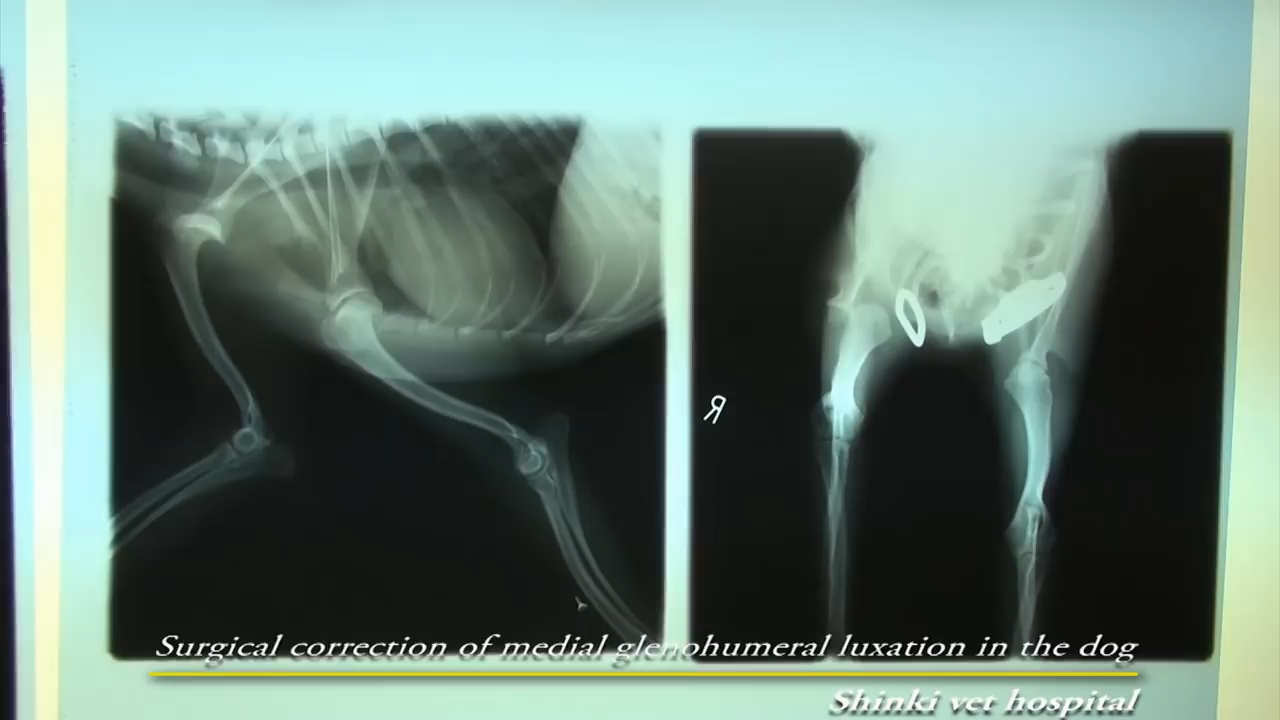 R
Surgical correction of medial glenohumeral luxation in the dog
Shinki vet hospital